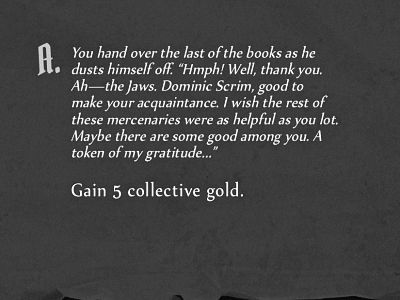 A. You hand over the last of the books as he
dusts himself off. “Hmph! Well, thank you.
Ah—the Jaws. Dominic Scrim, good to
make your acquaintance. I wish the rest of
these mercenaries were as helpful as you lot.
Maybe there are some good among you. A
token of my gratitude...”
Gain 5 collective gold.